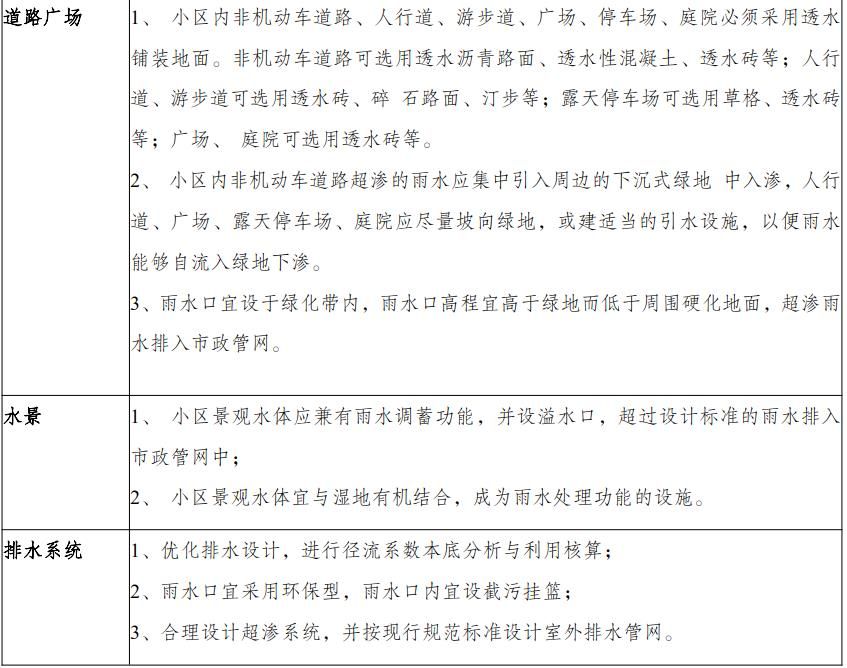 道路广场
1、 小区内非机动车道路、人行道、游步道、广场、停车场、庭院必须采用透水
铺装地面。非机动车道路可选用透水沥青路面、透水性混凝土、透水砖等；人行
道、游步道可选用透水砖、碎 石路面、汀步等；露天停车场可选用草格、透水砖
等；广场、 庭院可选用透水砖等。
2、 小区内非机动车道路超渗的雨水应集中引入周边的下沉式绿地 中入渗，人行
道、广场、露天停车场、庭院应尽量坡向绿地，或建适当的引水设施，以便雨水
能够自流入绿地下渗。
3、雨水口宜设于绿化带内，雨水口高程宜高于绿地而低于周围硬化地面，超渗雨
水排入市政管网。
水景
1、 小区景观水体应兼有雨水调蓄功能，并设溢水口，超过设计标准的雨水排入
市政管网中；
2、 小区景观水体宜与湿地有机结合，成为雨水处理功能的设施。
排水系统
1、优化排水设计，进行径流系数本底分析与利用核算；
2、雨水口宜采用环保型，雨水口内宜设截污挂篮；
3、合理设计超渗系统，并按现行规范标准设计室外排水管网。